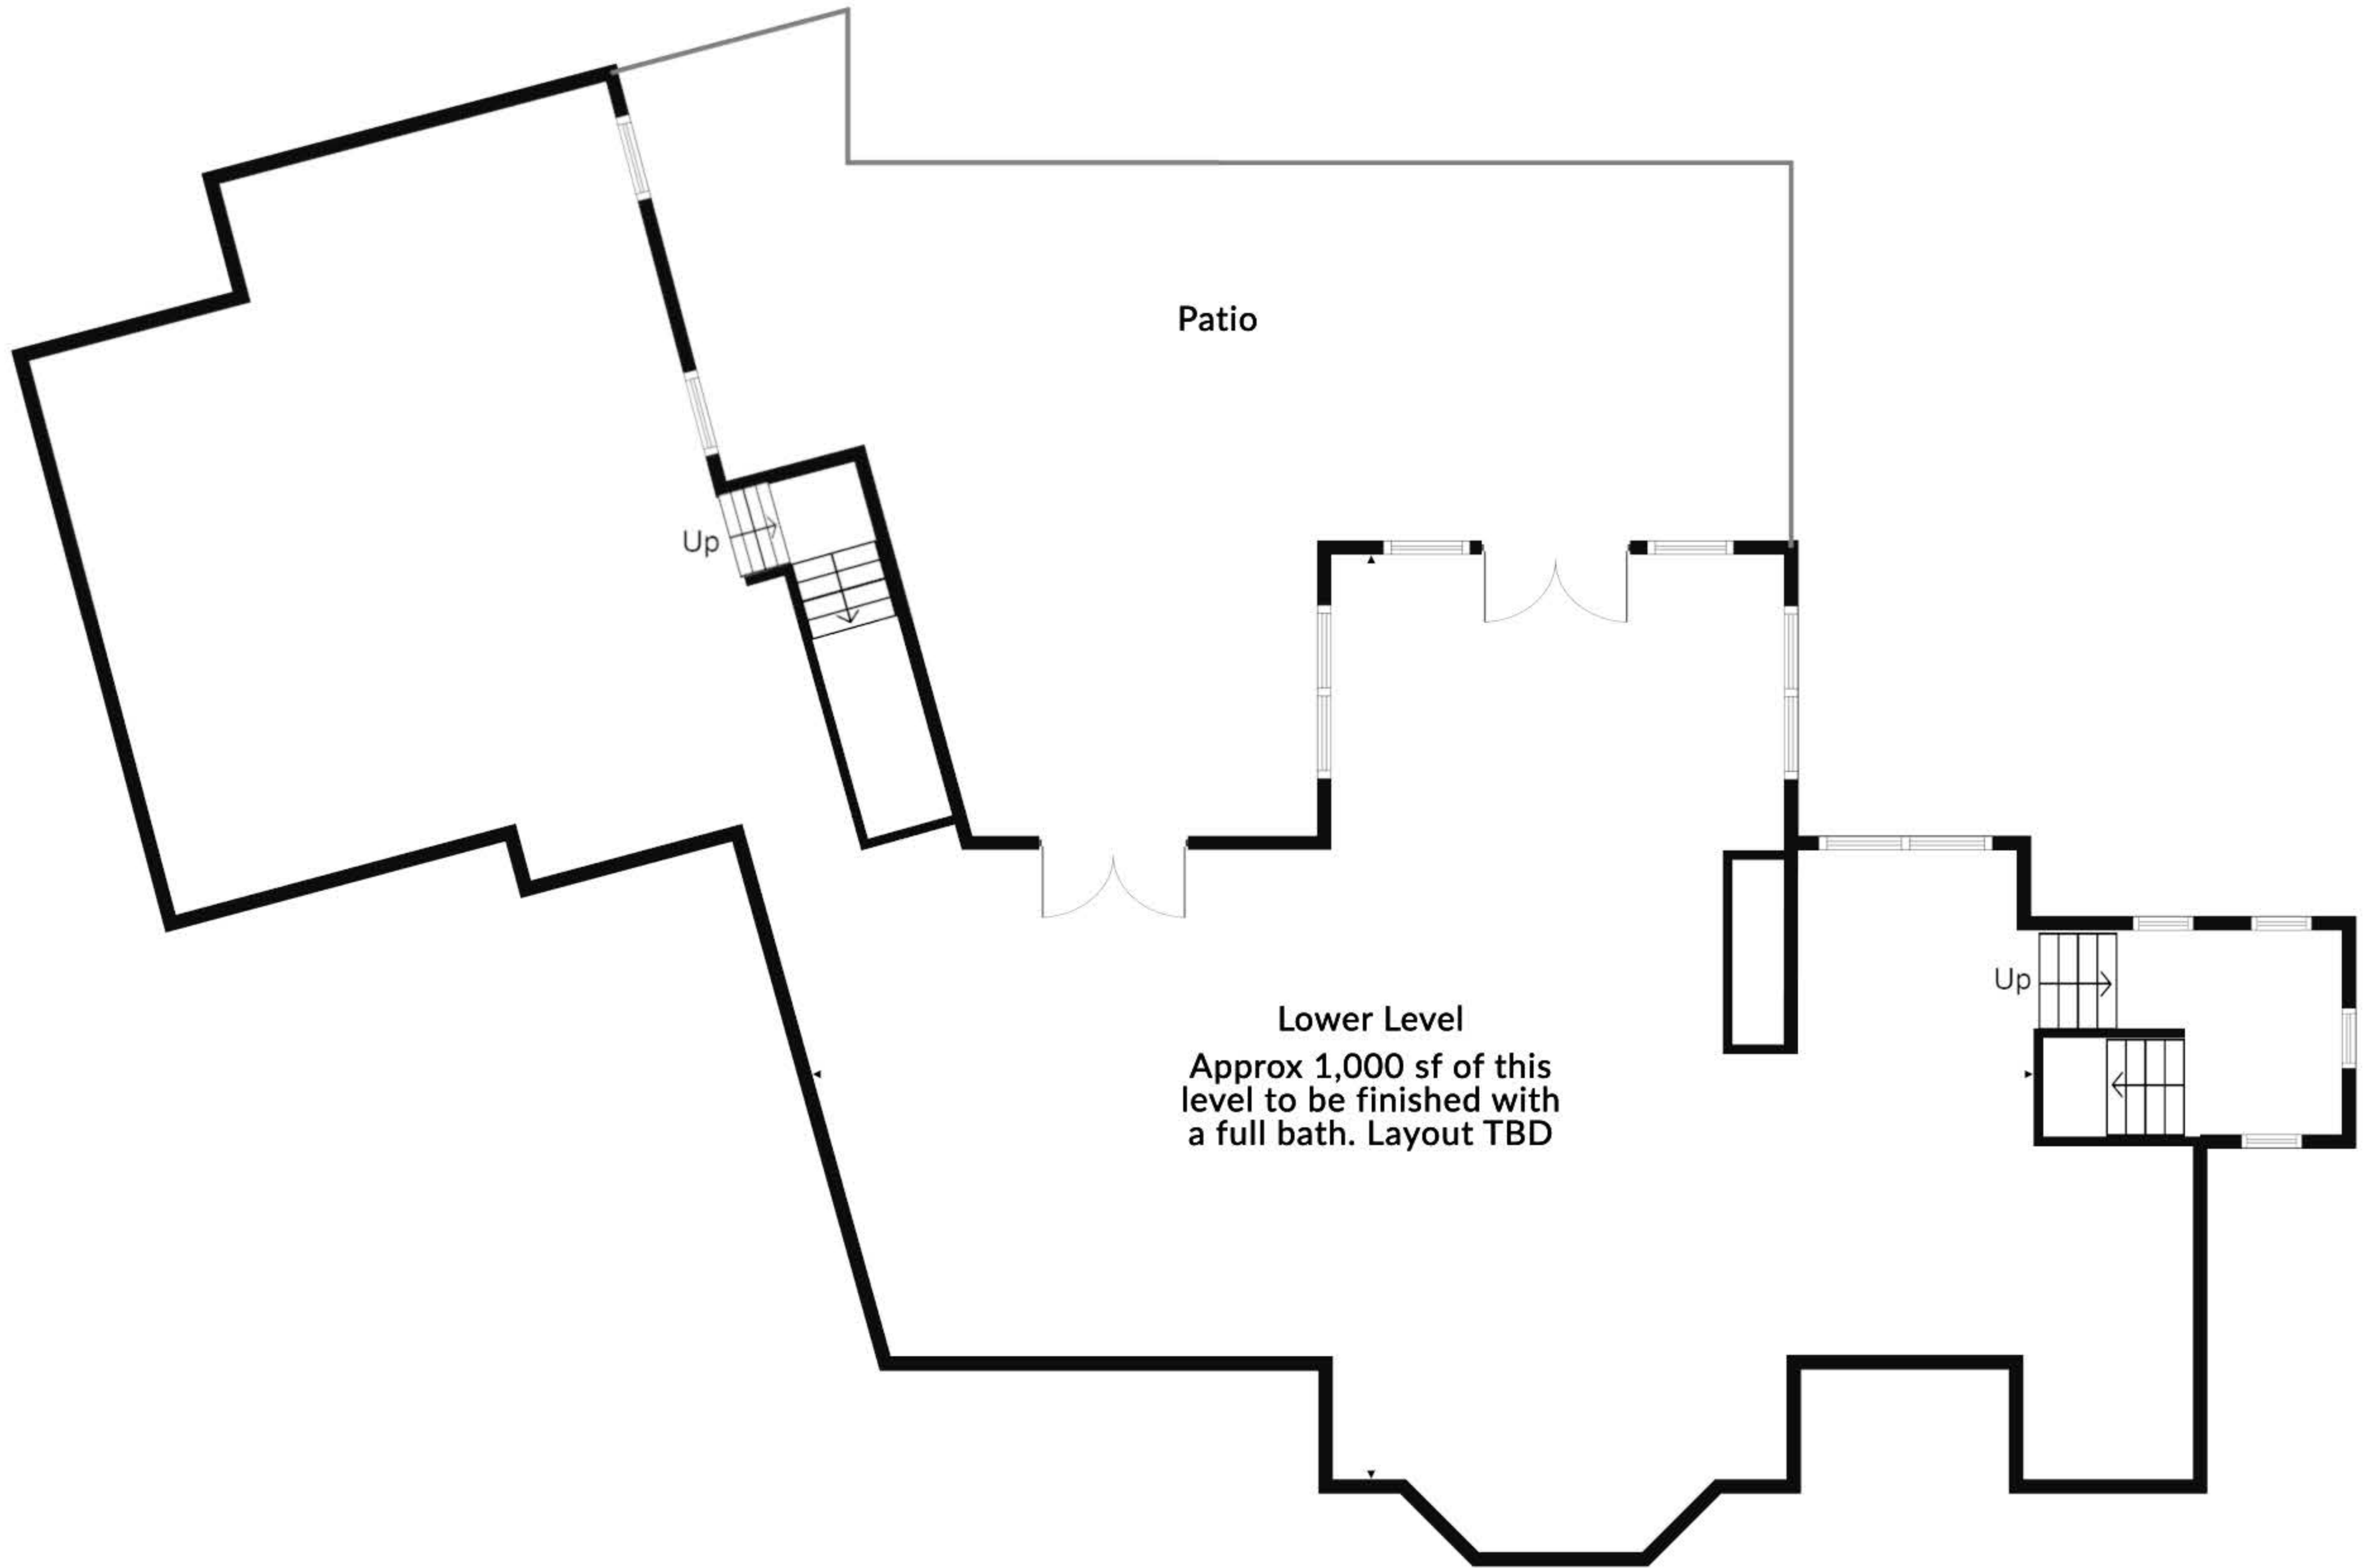 Patio
Up
Up
Lower Level
Approx 1,000 sf of this
level to be finished with
a full bath. Layout TBD